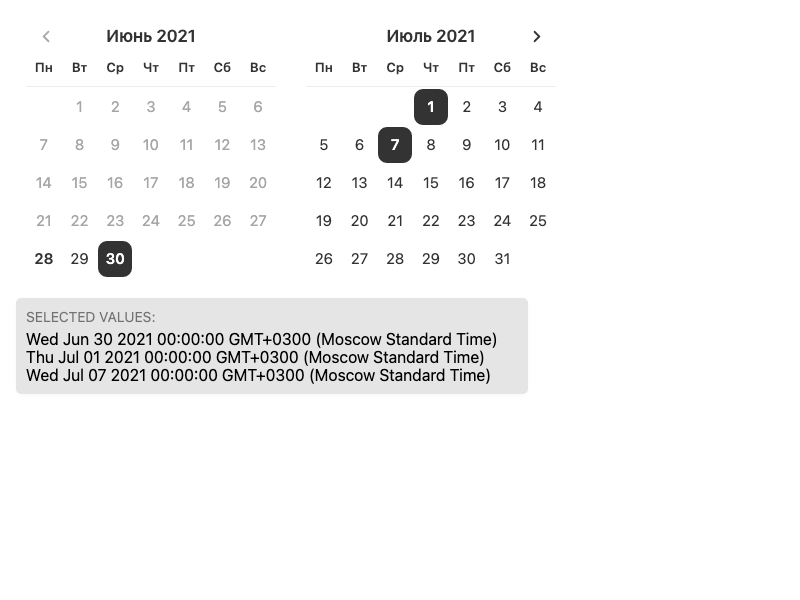 Июнь 2021
Пн Вт Ср Чт Пт Сб Вс
1 2 3 4 5 6
7 8 9 10 11 12 13
14 15 16 17 18 19 20
21 22 23 24 25 26 27
28 29 30
Июль 2021
Пн Вт Ср Чт Пт Сб Вс
1 2 3 4
5 6 7 8 9 10 11
12 13 14 15 16 17 18
19 20 21 22 23 24 25
26 27 28 29 30 31
SELECTED VALUES:
Wed Jun 30 2021 00:00:00 GMT+0300 (Moscow Standard Time)
Thu Jul 01 2021 00:00:00 GMT+0300 (Moscow Standard Time)
Wed Jul 07 2021 00:00:00 GMT+0300 (Moscow Standard Time)